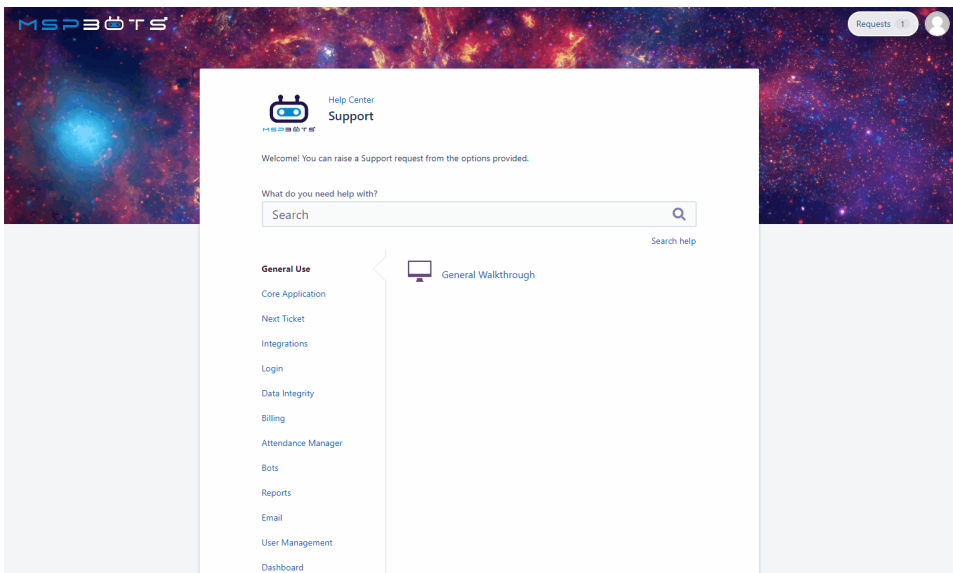 MSPBOTS
Requests 1
Help Center
Support
MSPBOTS
Welcome! You can raise a Support request from the options provided.
What do you need help with?
Search
Search help
General Use
General Walkthrough
Core Application
Next Ticket
Integrations
Login
Data Integrity
Billing
Attendance Manager
Bots
Reports
Email
User Management
Dashboard